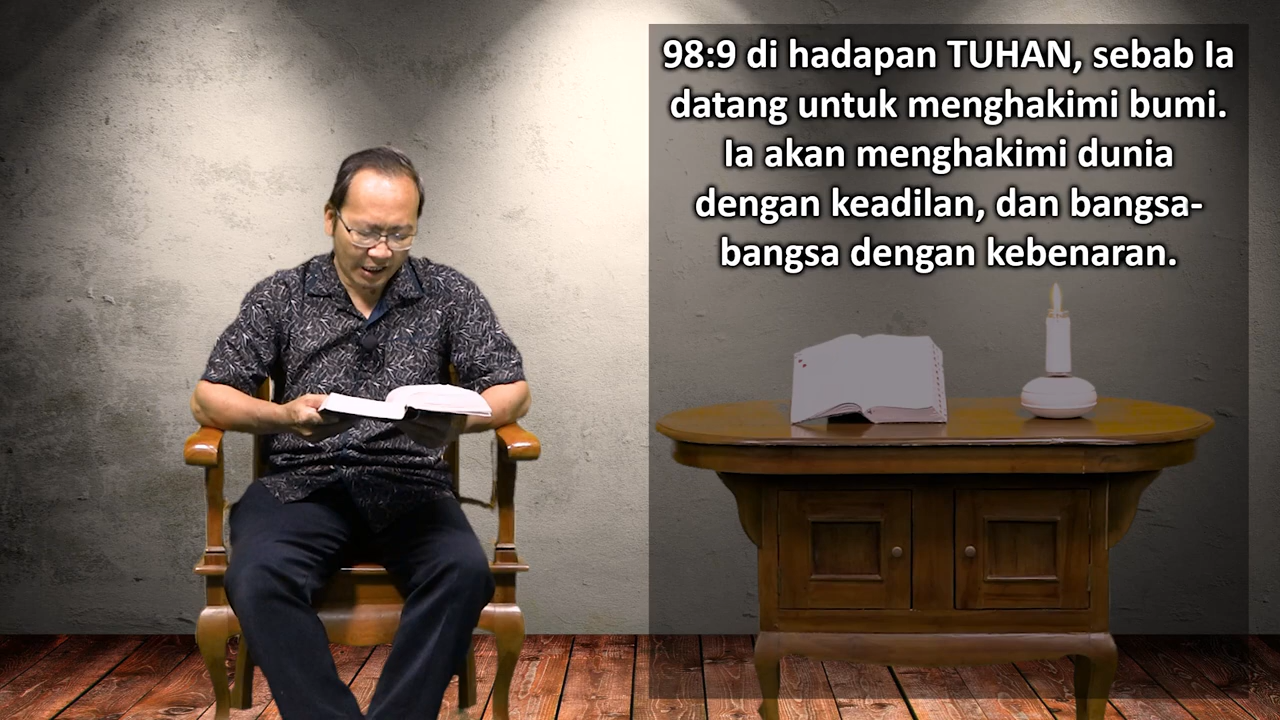 98:9 di hadapan TUHAN, sebab Ia
datang untuk menghakimi bumi.
Ia akan menghakimi dunia
dengan keadilan, dan bangsa-
bangsa dengan kebenaran.